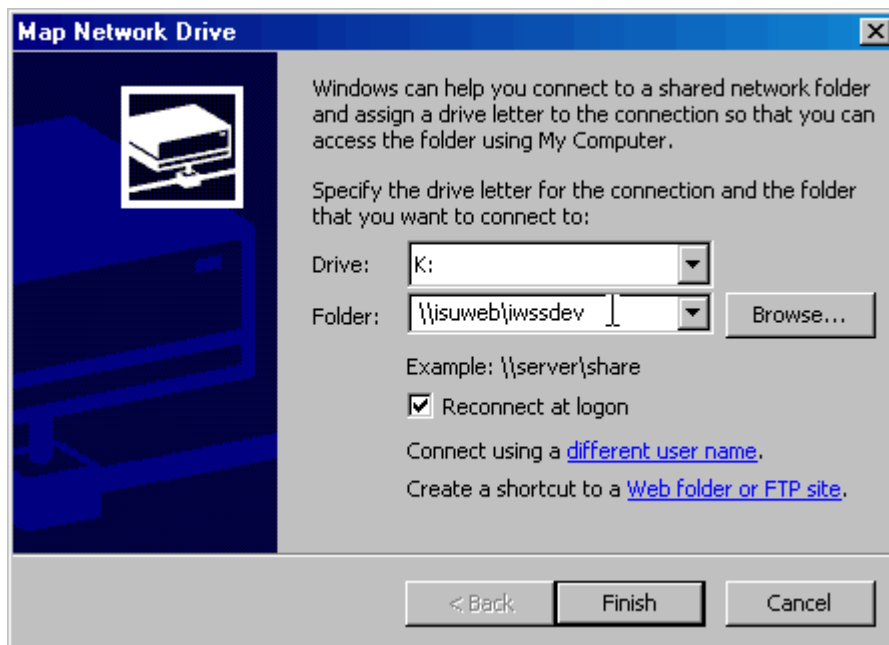 Map Network Drive
Windows can help you connect to a shared network folder
and assign a drive letter to the connection so that you can
access the folder using My Computer.
Specify the drive letter for the connection and the folder
that you want to connect to:
Drive: K:
Folder: \\isuweb\iwssdev Browse...
Example: \\server\share
Reconnect at logon
Connect using a different user name.
Create a shortcut to a Web folder or FTP site.
< Back Finish Cancel